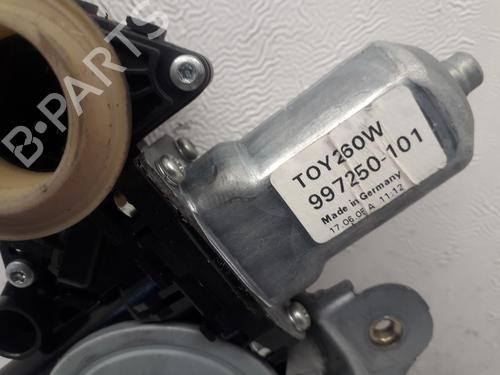 B-PARTS
TOY260W
997250-101
Made in Germany
17.06.05 A 11:12